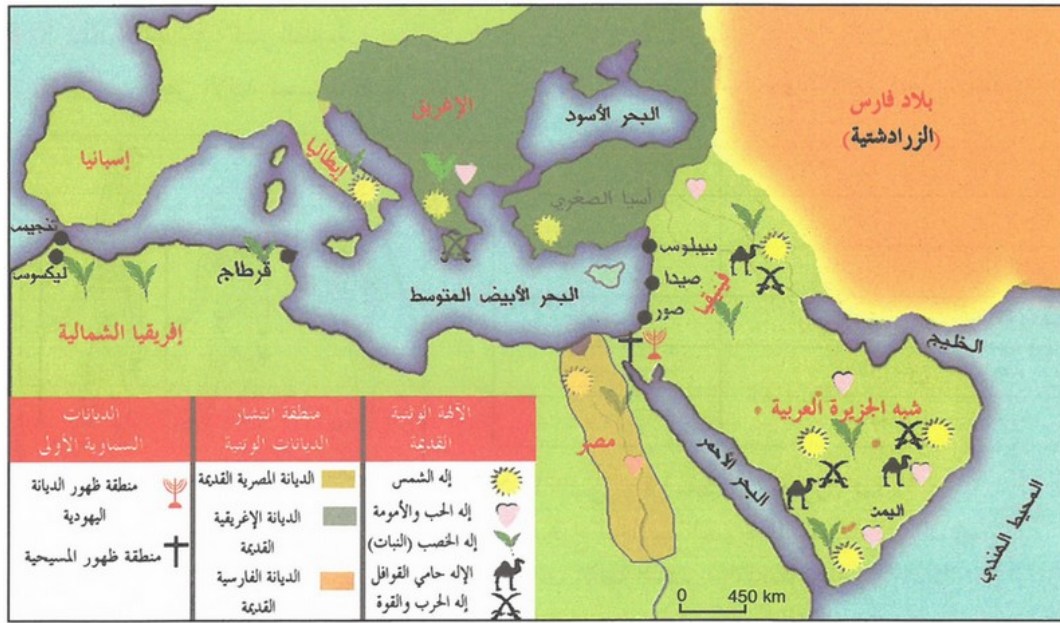 الإغريق
البحر الأسود
بلاد فارس
(الزرادشتية)
إسبانيا
إيطاليا
آسيا الصغرى
تنجيس
ليكسوس
قرطاج
بيبلوس
صيدا
صور
فينيقيا
البحر الأبيض المتوسط
إفريقيا الشمالية
الخليج
شبه الجزيرة العربية
مصر
البحر الأحمر
اليمن
المحيط الهندي
0 450 km
الآلهة الوثنية
القديمة
إله الشمس
إله الحب والأمومة
إله الخصب (النبات)
الإله حامي القوافل
إله الحرب والقوة
منطقة انتشار
الديانات الوثنية
الديانة المصرية القديمة
الديانة الإغريقية
القديمة
الديانة الفارسية
القديمة
الديانات
السماوية الأولى
منطقة ظهور الديانة
اليهودية
منطقة ظهور المسيحية